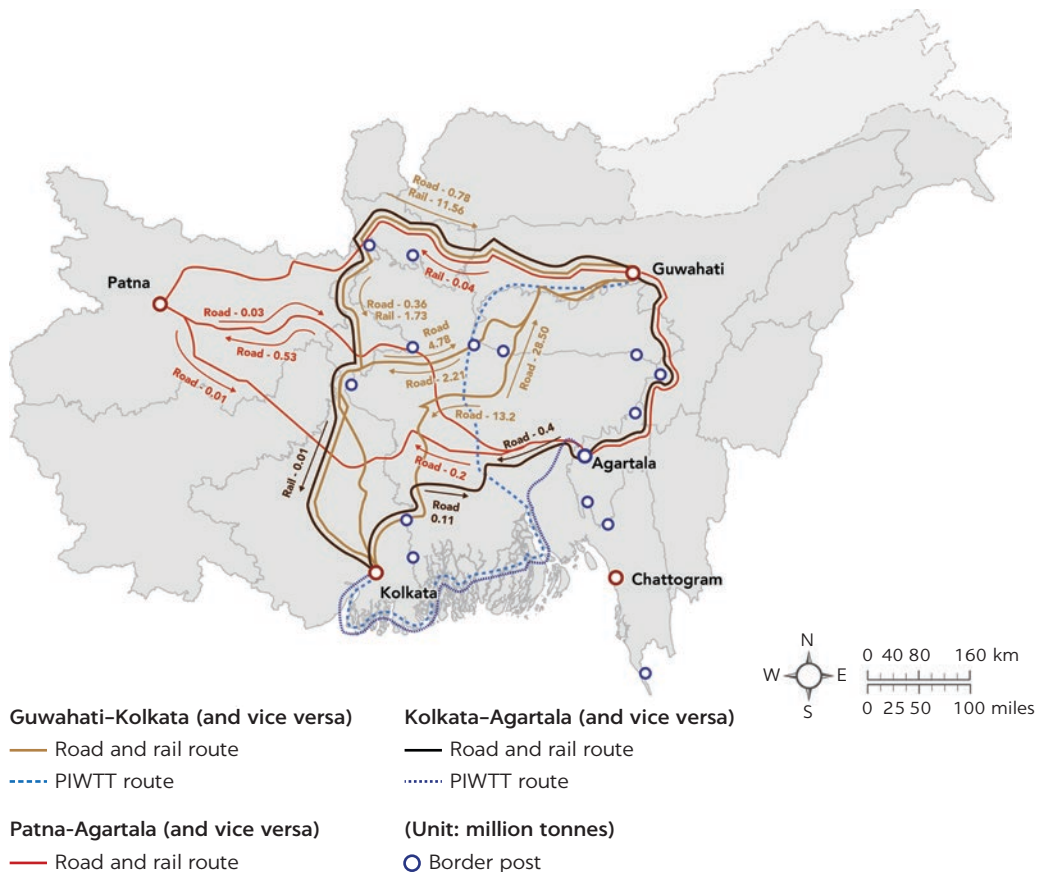 Road - 0.78
Rail - 11.56
Guwahati
Rail - 0.04
Patna
Road - 0.03
Road - 0.36
Rail - 1.73
Road
4.78
Road - 0.53
Road - 2.21
Road - 28.50
Road - 0.01
Road - 13.2
Road - 0.4
Agartala
Rail - 0.01
Road - 0.2
Road
0.11
Kolkata
Chattogram
N
W
E
S
0 40 80 160 km
0 25 50 100 miles
Guwahati–Kolkata (and vice versa)
Road and rail route
PIWTT route
Patna-Agartala (and vice versa)
Road and rail route
Kolkata–Agartala (and vice versa)
Road and rail route
PIWTT route
(Unit: million tonnes)
Border post